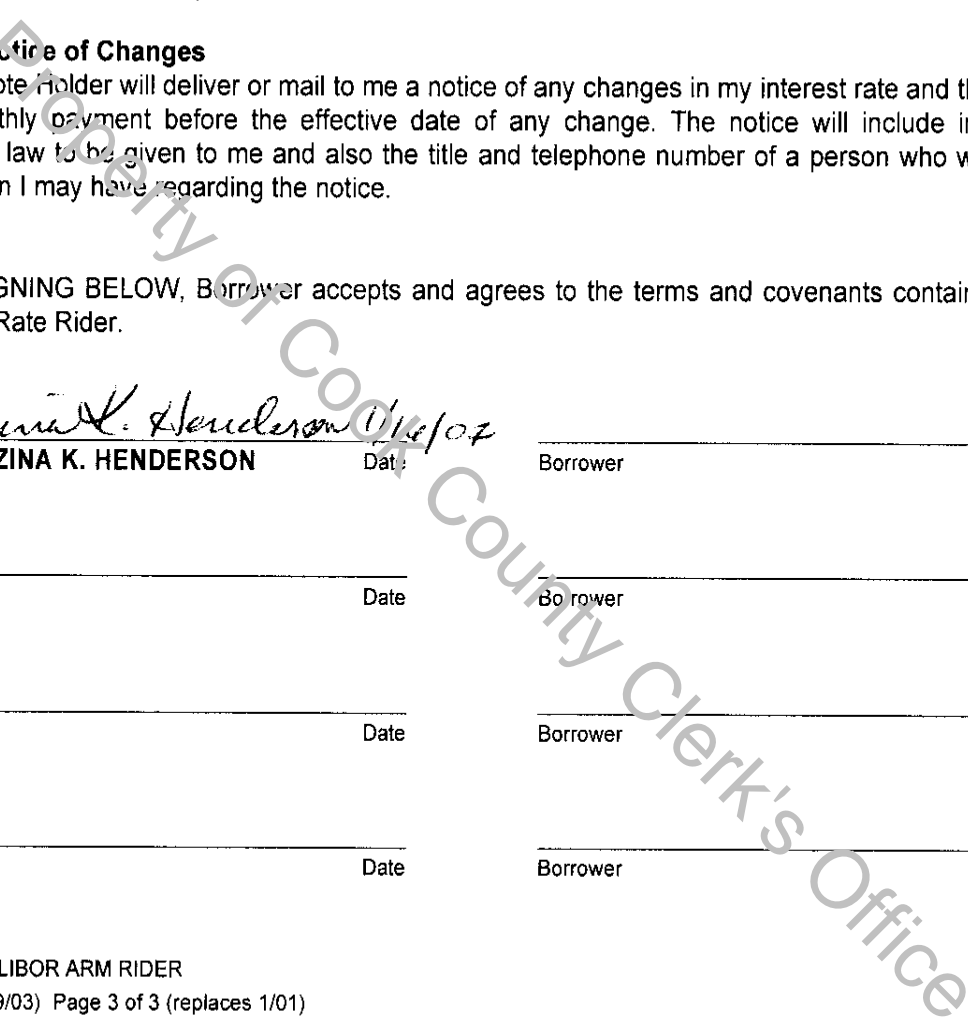 tice of Changes
ote Holder will deliver or mail to me a notice of any changes in my interest rate and th
thly payment before the effective date of any change. The notice will include in
law to be given to me and also the title and telephone number of a person who w
n I may have regarding the notice.
GNING BELOW, Borrower accepts and agrees to the terms and covenants contain
Rate Rider.
K. Henderson /07
ZINA K. HENDERSON Date Borrower
Date Borrower
Date Borrower
Date Borrower
LIBOR ARM RIDER
9/03) Page 3 of 3 (replaces 1/01)
Property of Cook County Clerk's Office